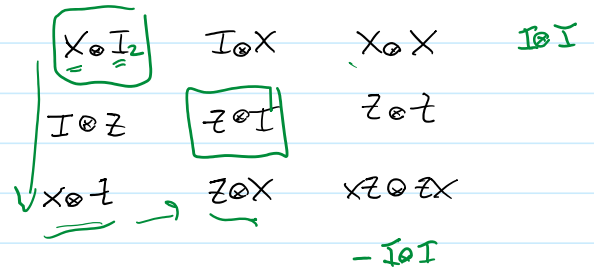 X⊗I₂ I⊗X X⊗X I⊗I
I⊗Z Z⊗I Z⊗Z
X⊗Z → Z⊗X XZ⊗ZX
-I⊗I